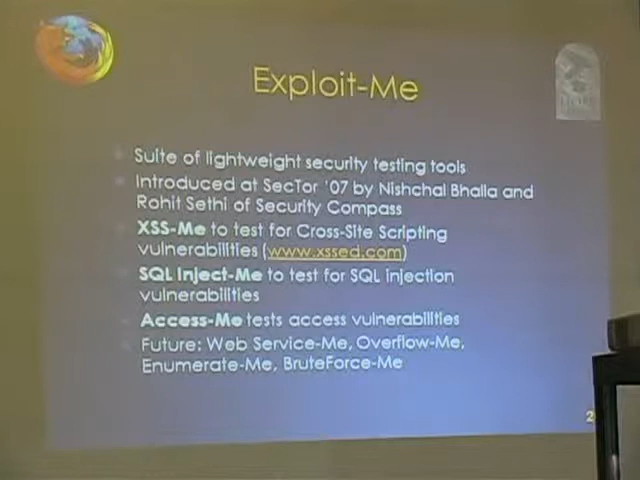 Exploit-Me
Suite of lightweight security testing tools
Introduced at SecTor '07 by Nishchal Bhalla and
Rohit Sethi of Security Compass
XSS-Me to test for Cross-Site Scripting
vulnerabilities (www.xssed.com)
SQL Inject-Me to test for SQL injection
vulnerabilities
Access-Me tests access vulnerabilities
Future: Web Service-Me, Overflow-Me,
Enumerate-Me, BruteForce-Me
2